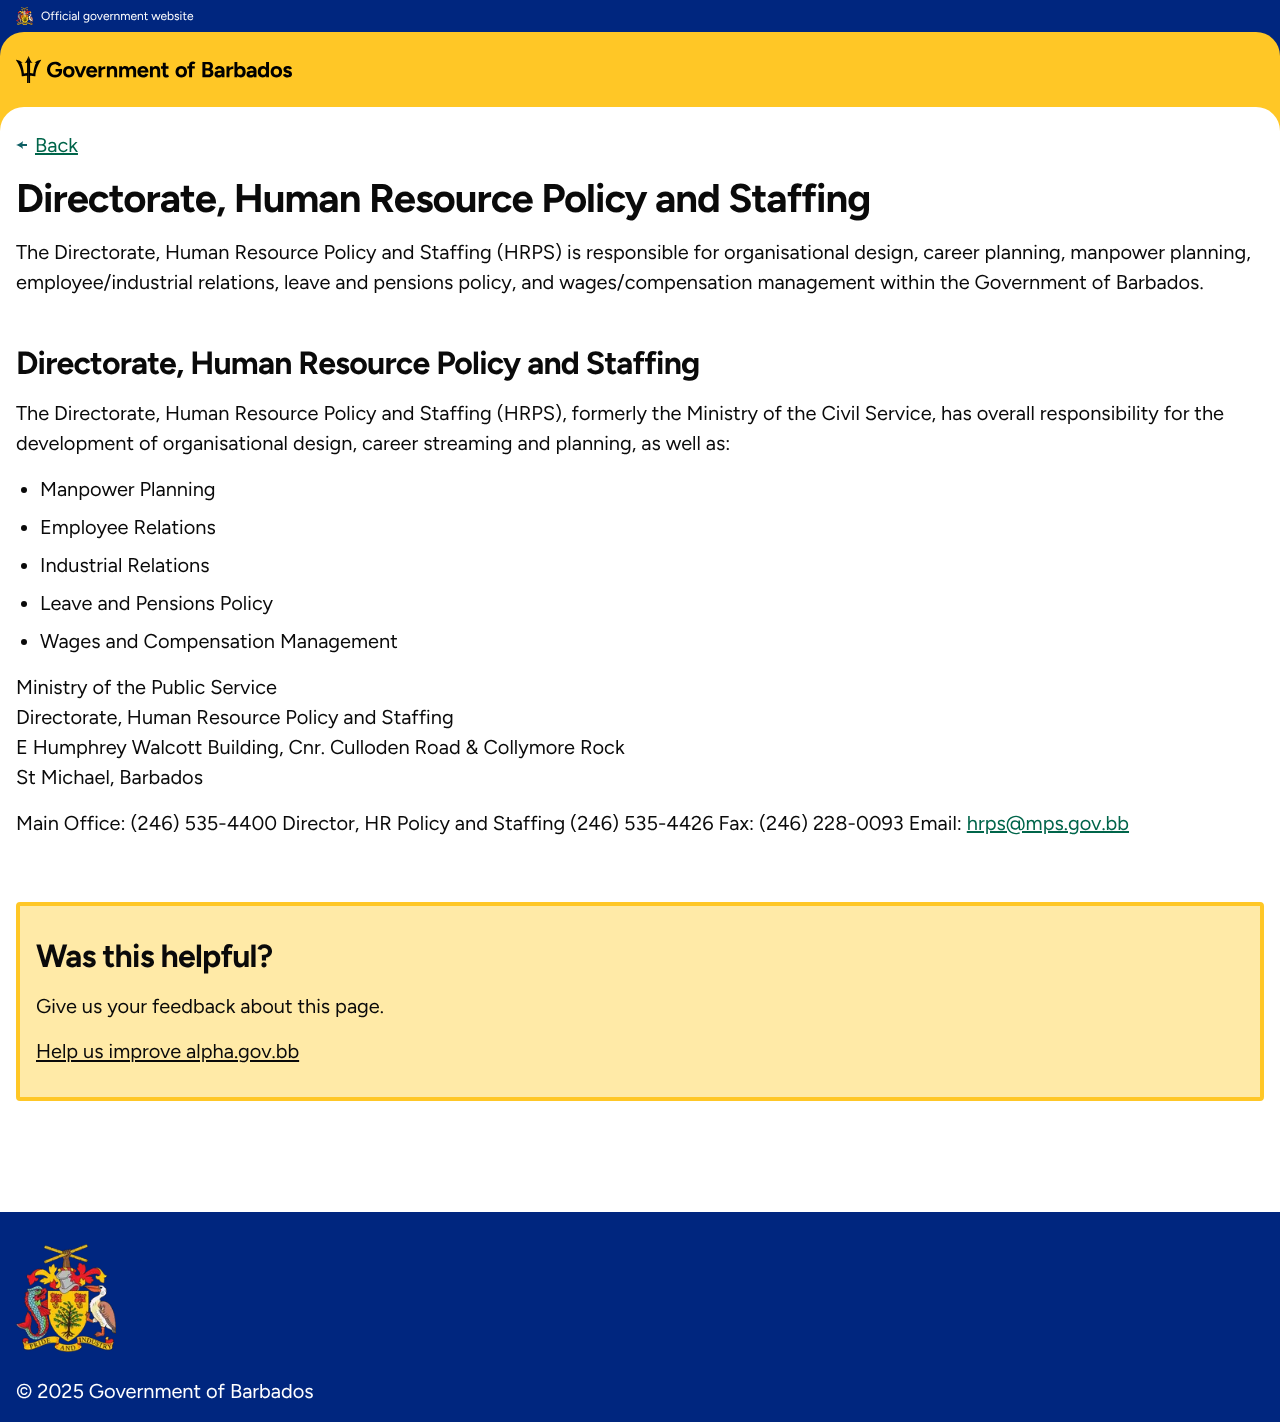 Official government website
Government of Barbados
Back
Directorate, Human Resource Policy and Staffing
The Directorate, Human Resource Policy and Staffing (HRPS) is responsible for organisational design, career planning, manpower planning,
employee/industrial relations, leave and pensions policy, and wages/compensation management within the Government of Barbados.
Directorate, Human Resource Policy and Staffing
The Directorate, Human Resource Policy and Staffing (HRPS), formerly the Ministry of the Civil Service, has overall responsibility for the
development of organisational design, career streaming and planning, as well as:
• Manpower Planning
• Employee Relations
• Industrial Relations
• Leave and Pensions Policy
• Wages and Compensation Management
Ministry of the Public Service
Directorate, Human Resource Policy and Staffing
E Humphrey Walcott Building, Cnr. Culloden Road & Collymore Rock
St Michael, Barbados
Main Office: (246) 535-4400 Director, HR Policy and Staffing (246) 535-4426 Fax: (246) 228-0093 Email: hrps@mps.gov.bb
Was this helpful?
Give us your feedback about this page.
Help us improve alpha.gov.bb
PRIDE AND INDUSTRY
© 2025 Government of Barbados